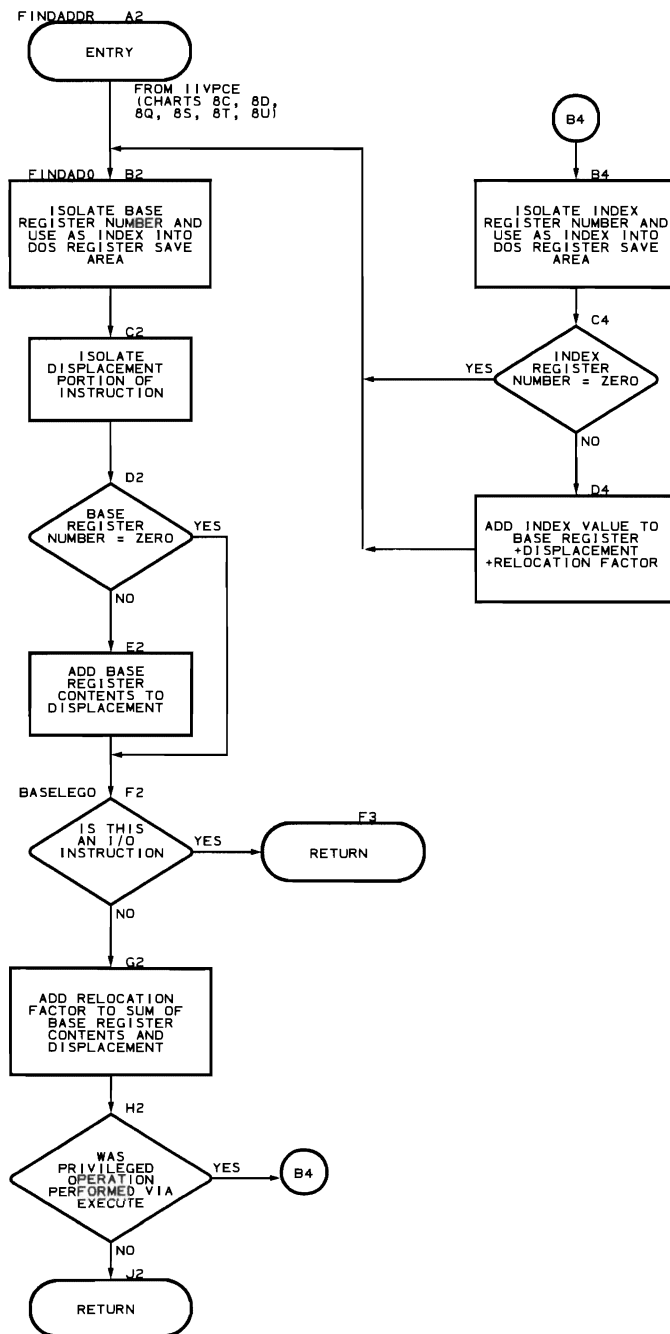 FINDADDR A2
ENTRY
FROM IIVPCE
(CHARTS 8C, 8D,
8Q, 8S, 8T, 8U)
FINDADO B2
ISOLATE BASE
REGISTER NUMBER AND
USE AS INDEX INTO
DOS REGISTER SAVE
AREA
C2
ISOLATE
DISPLACEMENT
PORTION OF
INSTRUCTION
D2
BASE
REGISTER
NUMBER = ZERO
YES
NO
E2
ADD BASE
REGISTER
CONTENTS TO
DISPLACEMENT
BASELEGO F2
IS THIS
AN I/O
INSTRUCTION
YES
NO
F3
RETURN
G2
ADD RELOCATION
FACTOR TO SUM OF
BASE REGISTER
CONTENTS AND
DISPLACEMENT
H2
WAS
PRIVILEGED
OPERATION
PERFORMED VIA
EXECUTE
YES
B4
NO
J2
RETURN
B4
B4
ISOLATE INDEX
REGISTER NUMBER AND
USE AS INDEX INTO
DOS REGISTER SAVE
AREA
C4
INDEX
REGISTER
NUMBER = ZERO
YES
NO
D4
ADD INDEX VALUE TO
BASE REGISTER
+DISPLACEMENT
+RELOCATION FACTOR